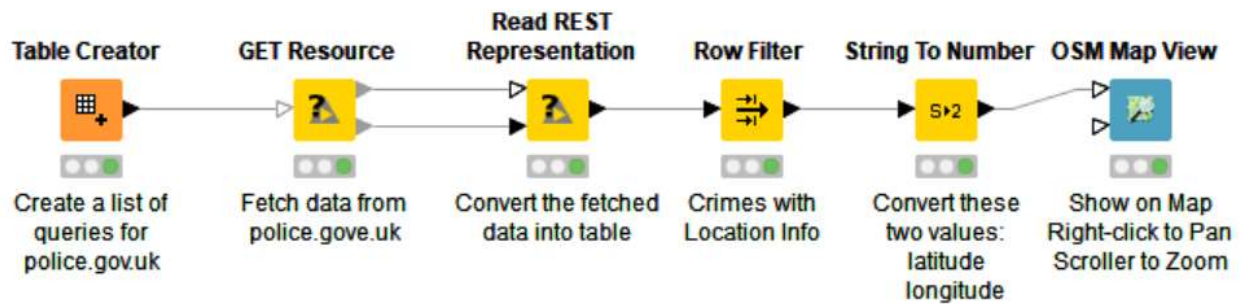 Table Creator
GET Resource
Read REST
Representation
Row Filter
String To Number
OSM Map View
?
?
S▸2
Create a list of
queries for
police.gov.uk
Fetch data from
police.gove.uk
Convert the fetched
data into table
Crimes with
Location Info
Convert these
two values:
latitude
longitude
Show on Map
Right-click to Pan
Scroller to Zoom